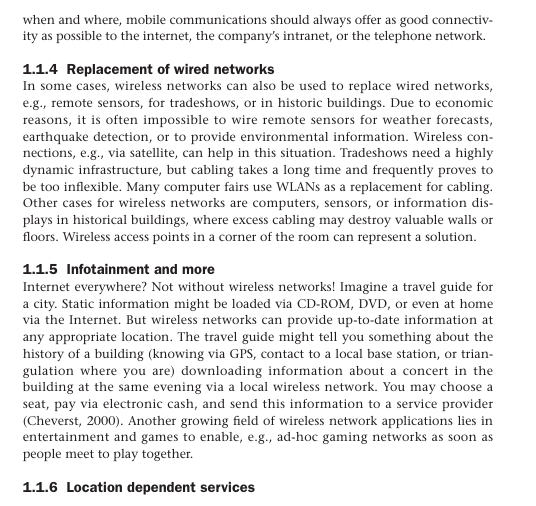 when and where, mobile communications should always offer as good connectiv-
ity as possible to the internet, the company's intranet, or the telephone network.
1.1.4 Replacement of wired networks
In some cases, wireless networks can also be used to replace wired networks,
e.g., remote sensors, for tradeshows, or in historic buildings. Due to economic
reasons, it is often impossible to wire remote sensors for weather forecasts,
earthquake detection, or to provide environmental information. Wireless con-
nections, e.g., via satellite, can help in this situation. Tradeshows need a highly
dynamic infrastructure, but cabling takes a long time and frequently proves to
be too inflexible. Many computer fairs use WLANs as a replacement for cabling.
Other cases for wireless networks are computers, sensors, or information dis-
plays in historical buildings, where excess cabling may destroy valuable walls or
floors. Wireless access points in a corner of the room can represent a solution.
1.1.5 Infotainment and more
Internet everywhere? Not without wireless networks! Imagine a travel guide for
a city. Static information might be loaded via CD-ROM, DVD, or even at home
via the Internet. But wireless networks can provide up-to-date information at
any appropriate location. The travel guide might tell you something about the
history of a building (knowing via GPS, contact to a local base station, or trian-
gulation where you are) downloading information about a concert in the
building at the same evening via a local wireless network. You may choose a
seat, pay via electronic cash, and send this information to a service provider
(Cheverst, 2000). Another growing field of wireless network applications lies in
entertainment and games to enable, e.g., ad-hoc gaming networks as soon as
people meet to play together.
1.1.6 Location dependent services